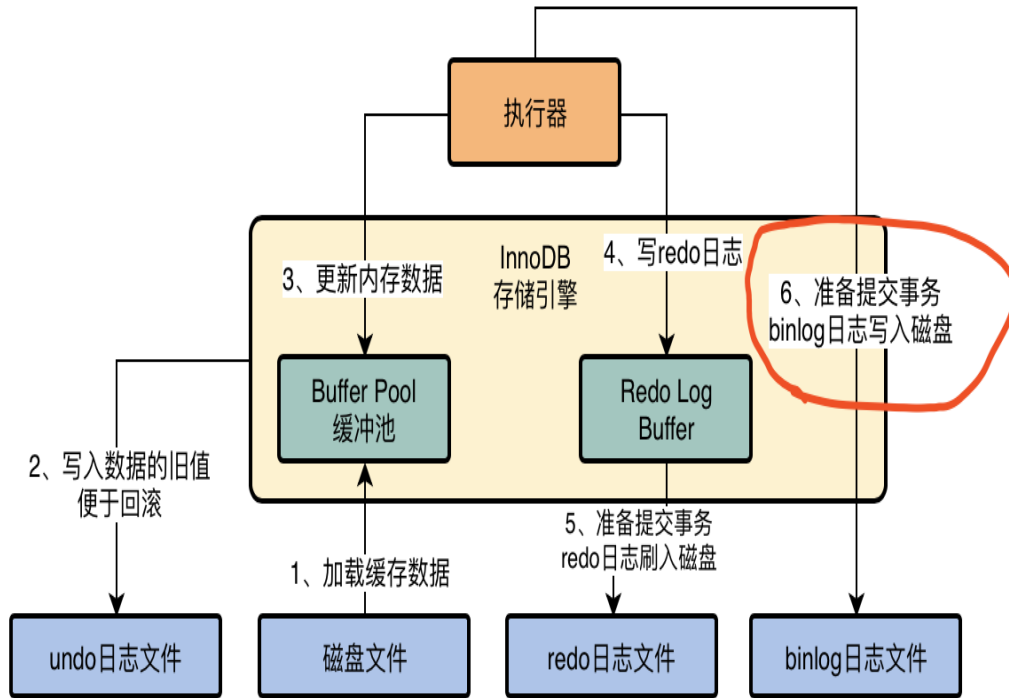 执行器
InnoDB
存储引擎
3、更新内存数据
4、写redo日志
6、准备提交事务
binlog日志写入磁盘
Buffer Pool
缓冲池
Redo Log
Buffer
2、写入数据的旧值
便于回滚
1、加载缓存数据
5、准备提交事务
redo日志刷入磁盘
undo日志文件
磁盘文件
redo日志文件
binlog日志文件